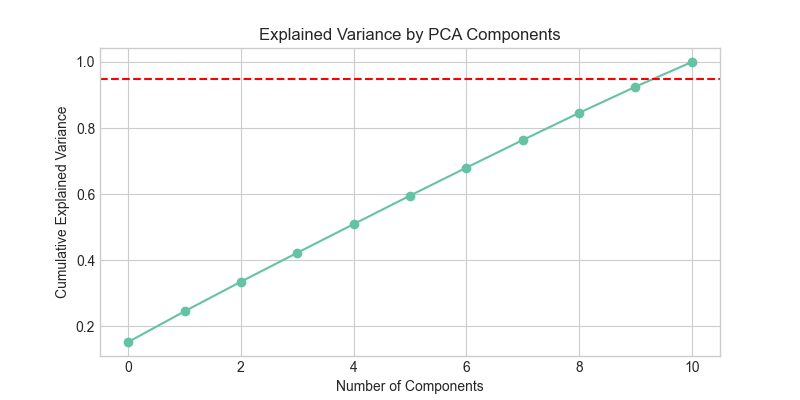 Explained Variance by PCA Components
1.0
0.8
0.6
0.4
0.2
Cumulative Explained Variance
0 2 4 6 8 10
Number of Components